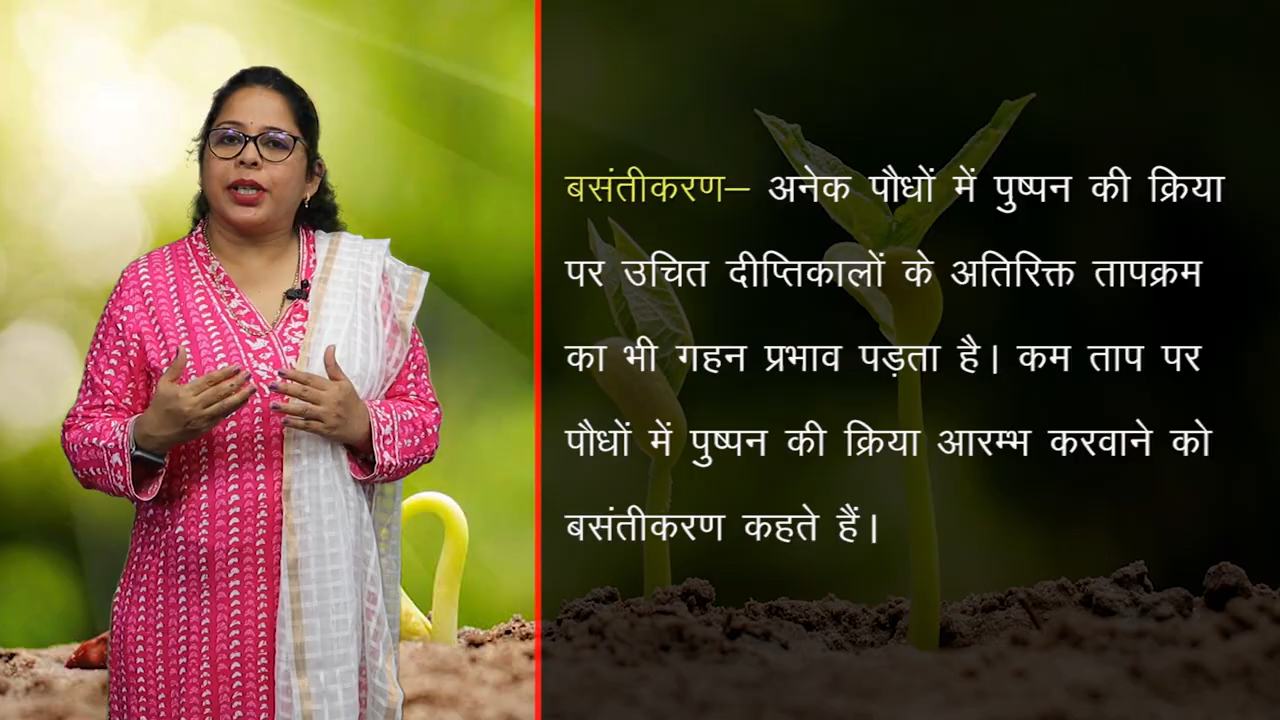 बसंतीकरण– अनेक पौधों में पुष्पन की क्रिया
पर उचित दीप्तिकालों के अतिरिक्त तापक्रम
का भी गहन प्रभाव पड़ता है। कम ताप पर
पौधों में पुष्पन की क्रिया आरम्भ करवाने को
बसंतीकरण कहते हैं।